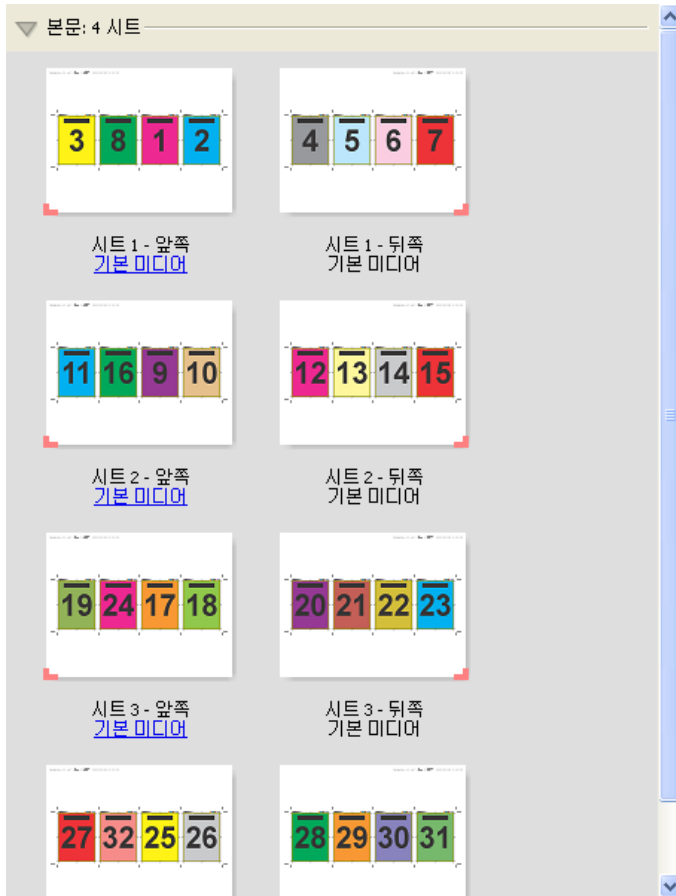 본문: 4 시트
3 8 1 2
4 5 6 7
시트 1 - 앞쪽
기본 미디어
시트 1 - 뒤쪽
기본 미디어
11 16 9 10
12 13 14 15
시트 2 - 앞쪽
기본 미디어
시트 2 - 뒤쪽
기본 미디어
19 24 17 18
20 21 22 23
시트 3 - 앞쪽
기본 미디어
시트 3 - 뒤쪽
기본 미디어
27 32 25 26
28 29 30 31